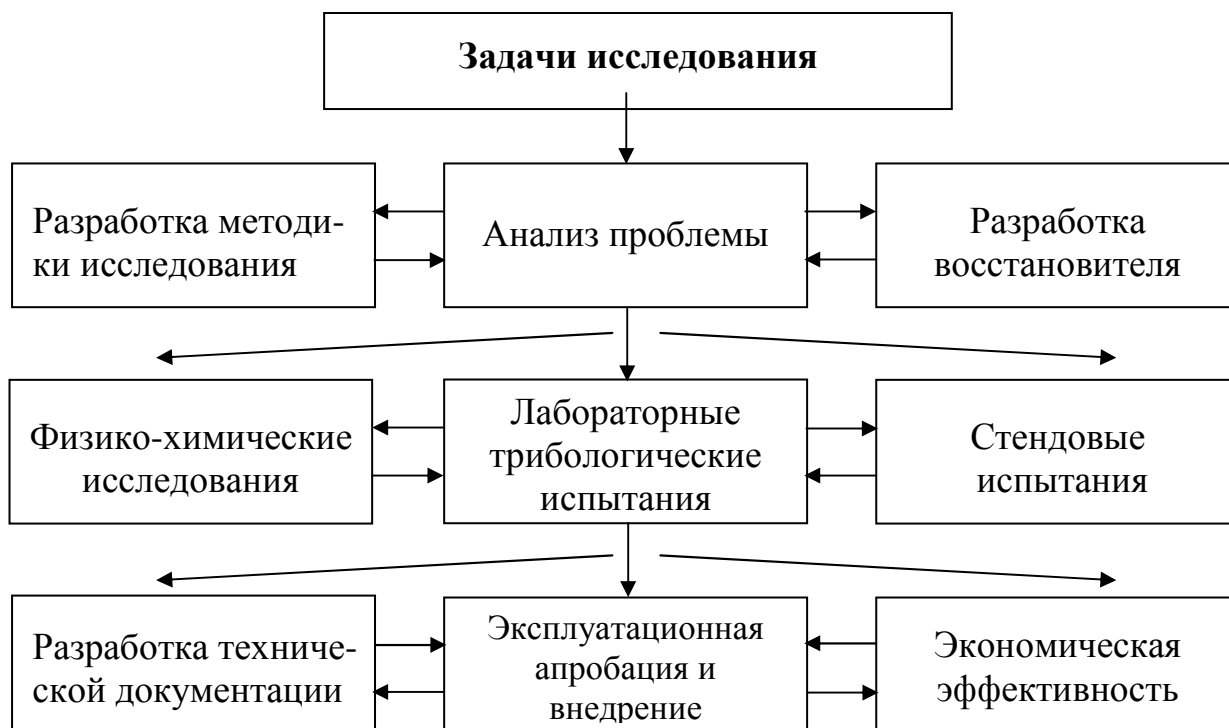 Задачи исследования
Разработка методи-
ки исследования
Анализ проблемы
Разработка
восстановителя
Физико-химические
исследования
Лабораторные
трибологические
испытания
Стендовые
испытания
Разработка техниче-
ской документации
Эксплуатационная
апробация и
внедрение
Экономическая
эффективность